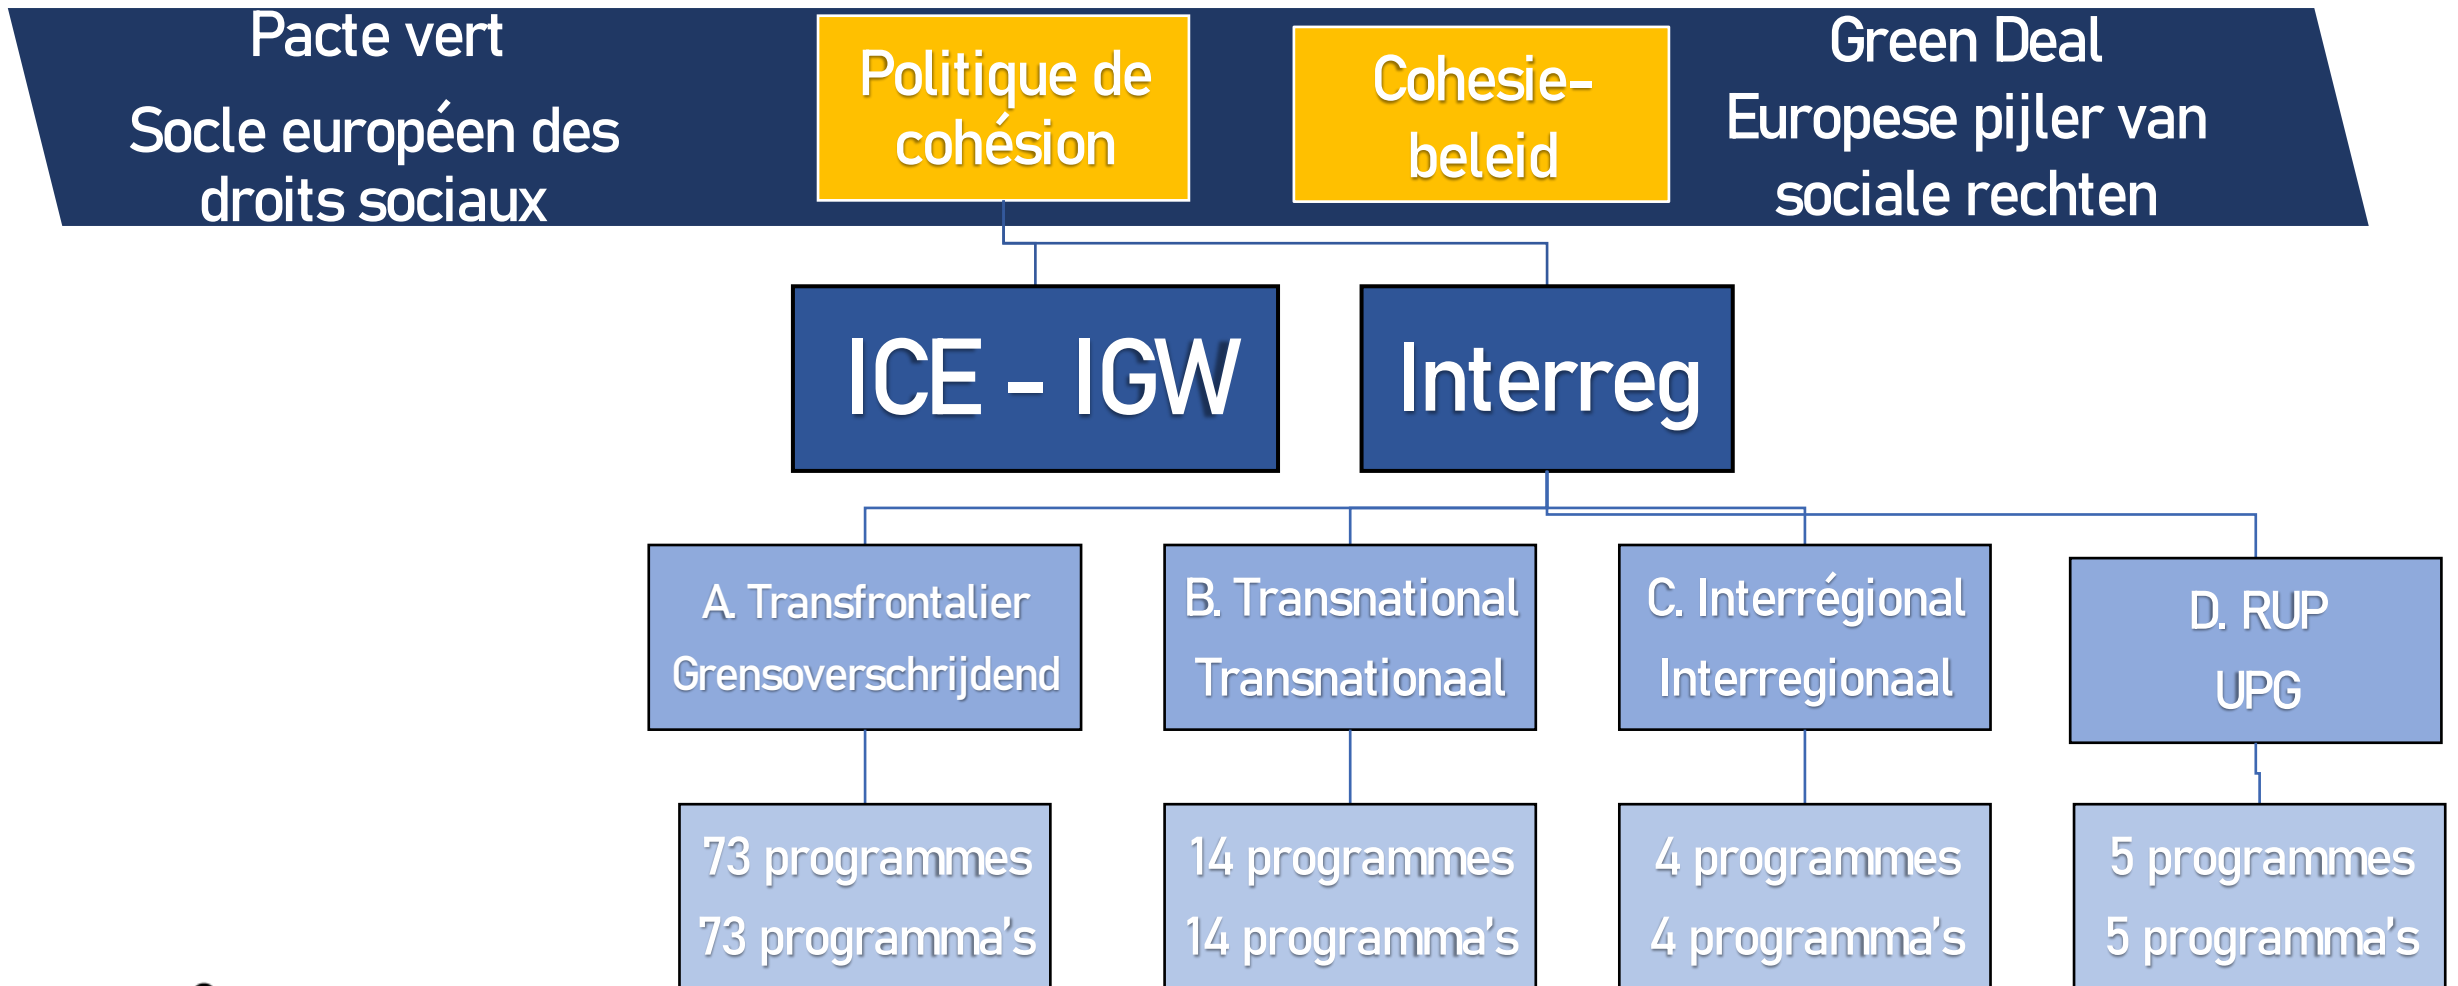 Pacte vert
Socle européen des
droits sociaux
Politique de
cohésion
Cohesie-
beleid
Green Deal
Europese pijler van
sociale rechten
ICE - IGW
Interreg
A. Transfrontalier
Grensoverschrijdend
B. Transnational
Transnationaal
C. Interrégional
Interregionaal
D. RUP
UPG
73 programmes
73 programma's
14 programmes
14 programma's
4 programmes
4 programma's
5 programmes
5 programma's